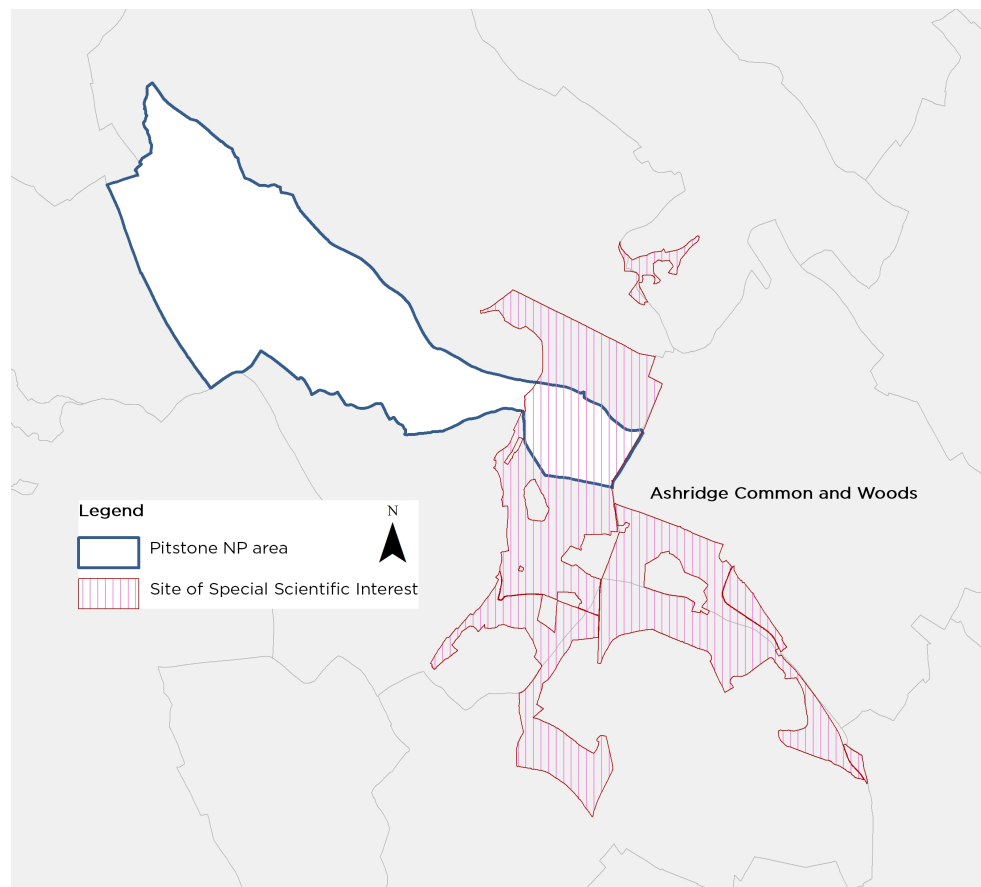 Ashridge Common and Woods
Legend
N
Pitstone NP area
Site of Special Scientific Interest